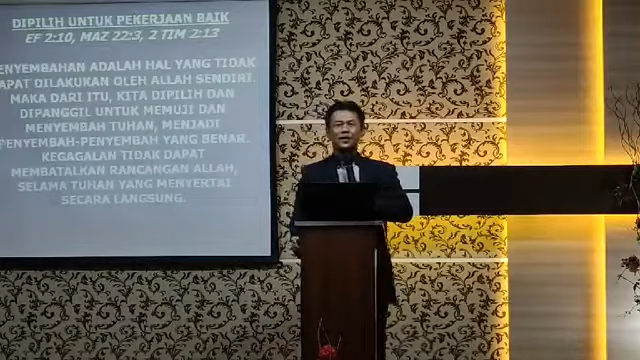 DIPILIH UNTUK PEKERJAAN BAIK
EF 2:10, MAZ 22:3, 2 TIM 2:13
ENYEMBAHAN ADALAH HAL YANG TIDAK
APAT DILAKUKAN OLEH ALLAH SENDIRI.
MAKA DARI ITU, KITA DIPILIH DAN
DIPANGGIL UNTUK MEMUJI DAN
MENYEMBAH TUHAN, MENJADI
PENYEMBAH-PENYEMBAH YANG BENAR.
KEGAGALAN TIDAK DAPAT
MEMBATALKAN RANCANGAN ALLAH,
SELAMA TUHAN YANG MENYERTAI
SECARA LANGSUNG.